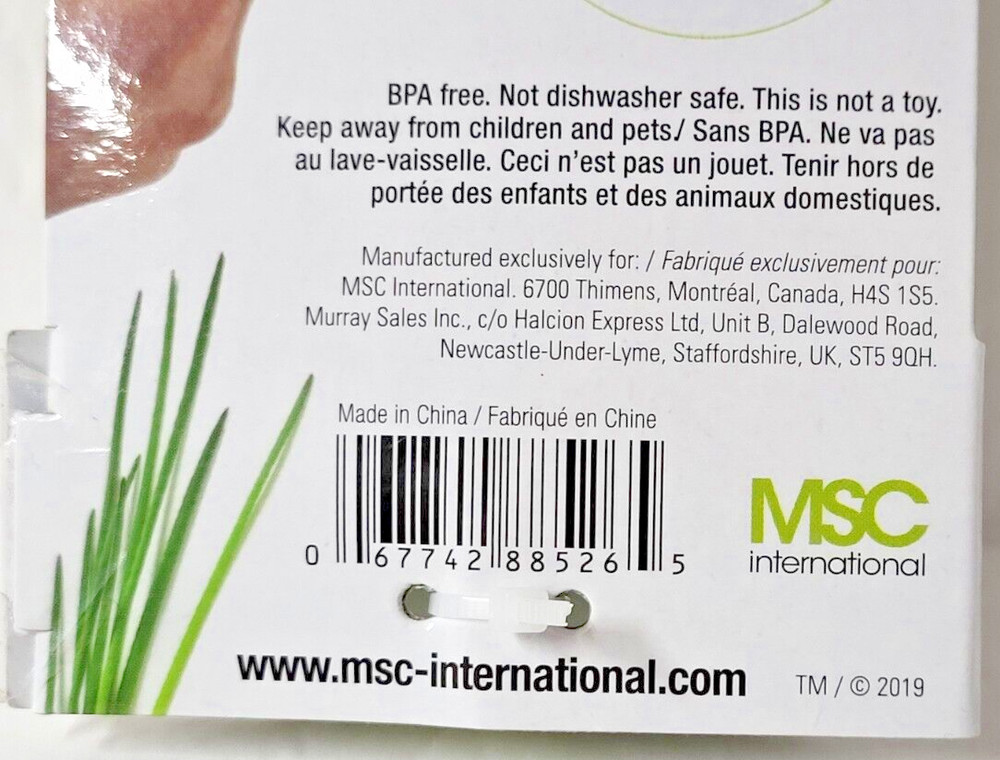 BPA free. Not dishwasher safe. This is not a toy.
Keep away from children and pets./ Sans BPA. Ne va pas
au lave-vaisselle. Ceci n'est pas un jouet. Tenir hors de
portée des enfants et des animaux domestiques.
Manufactured exclusively for: / Fabriqué exclusivement pour:
MSC International. 6700 Thimens, Montréal, Canada, H4S 1S5.
Murray Sales Inc., c/o Halcion Express Ltd, Unit B, Dalewood Road,
Newcastle-Under-Lyme, Staffordshire, UK, ST5 9QH.
Made in China / Fabriqué en Chine
0 67742 88526 5
MSC
international
www.msc-international.com
TM / © 2019